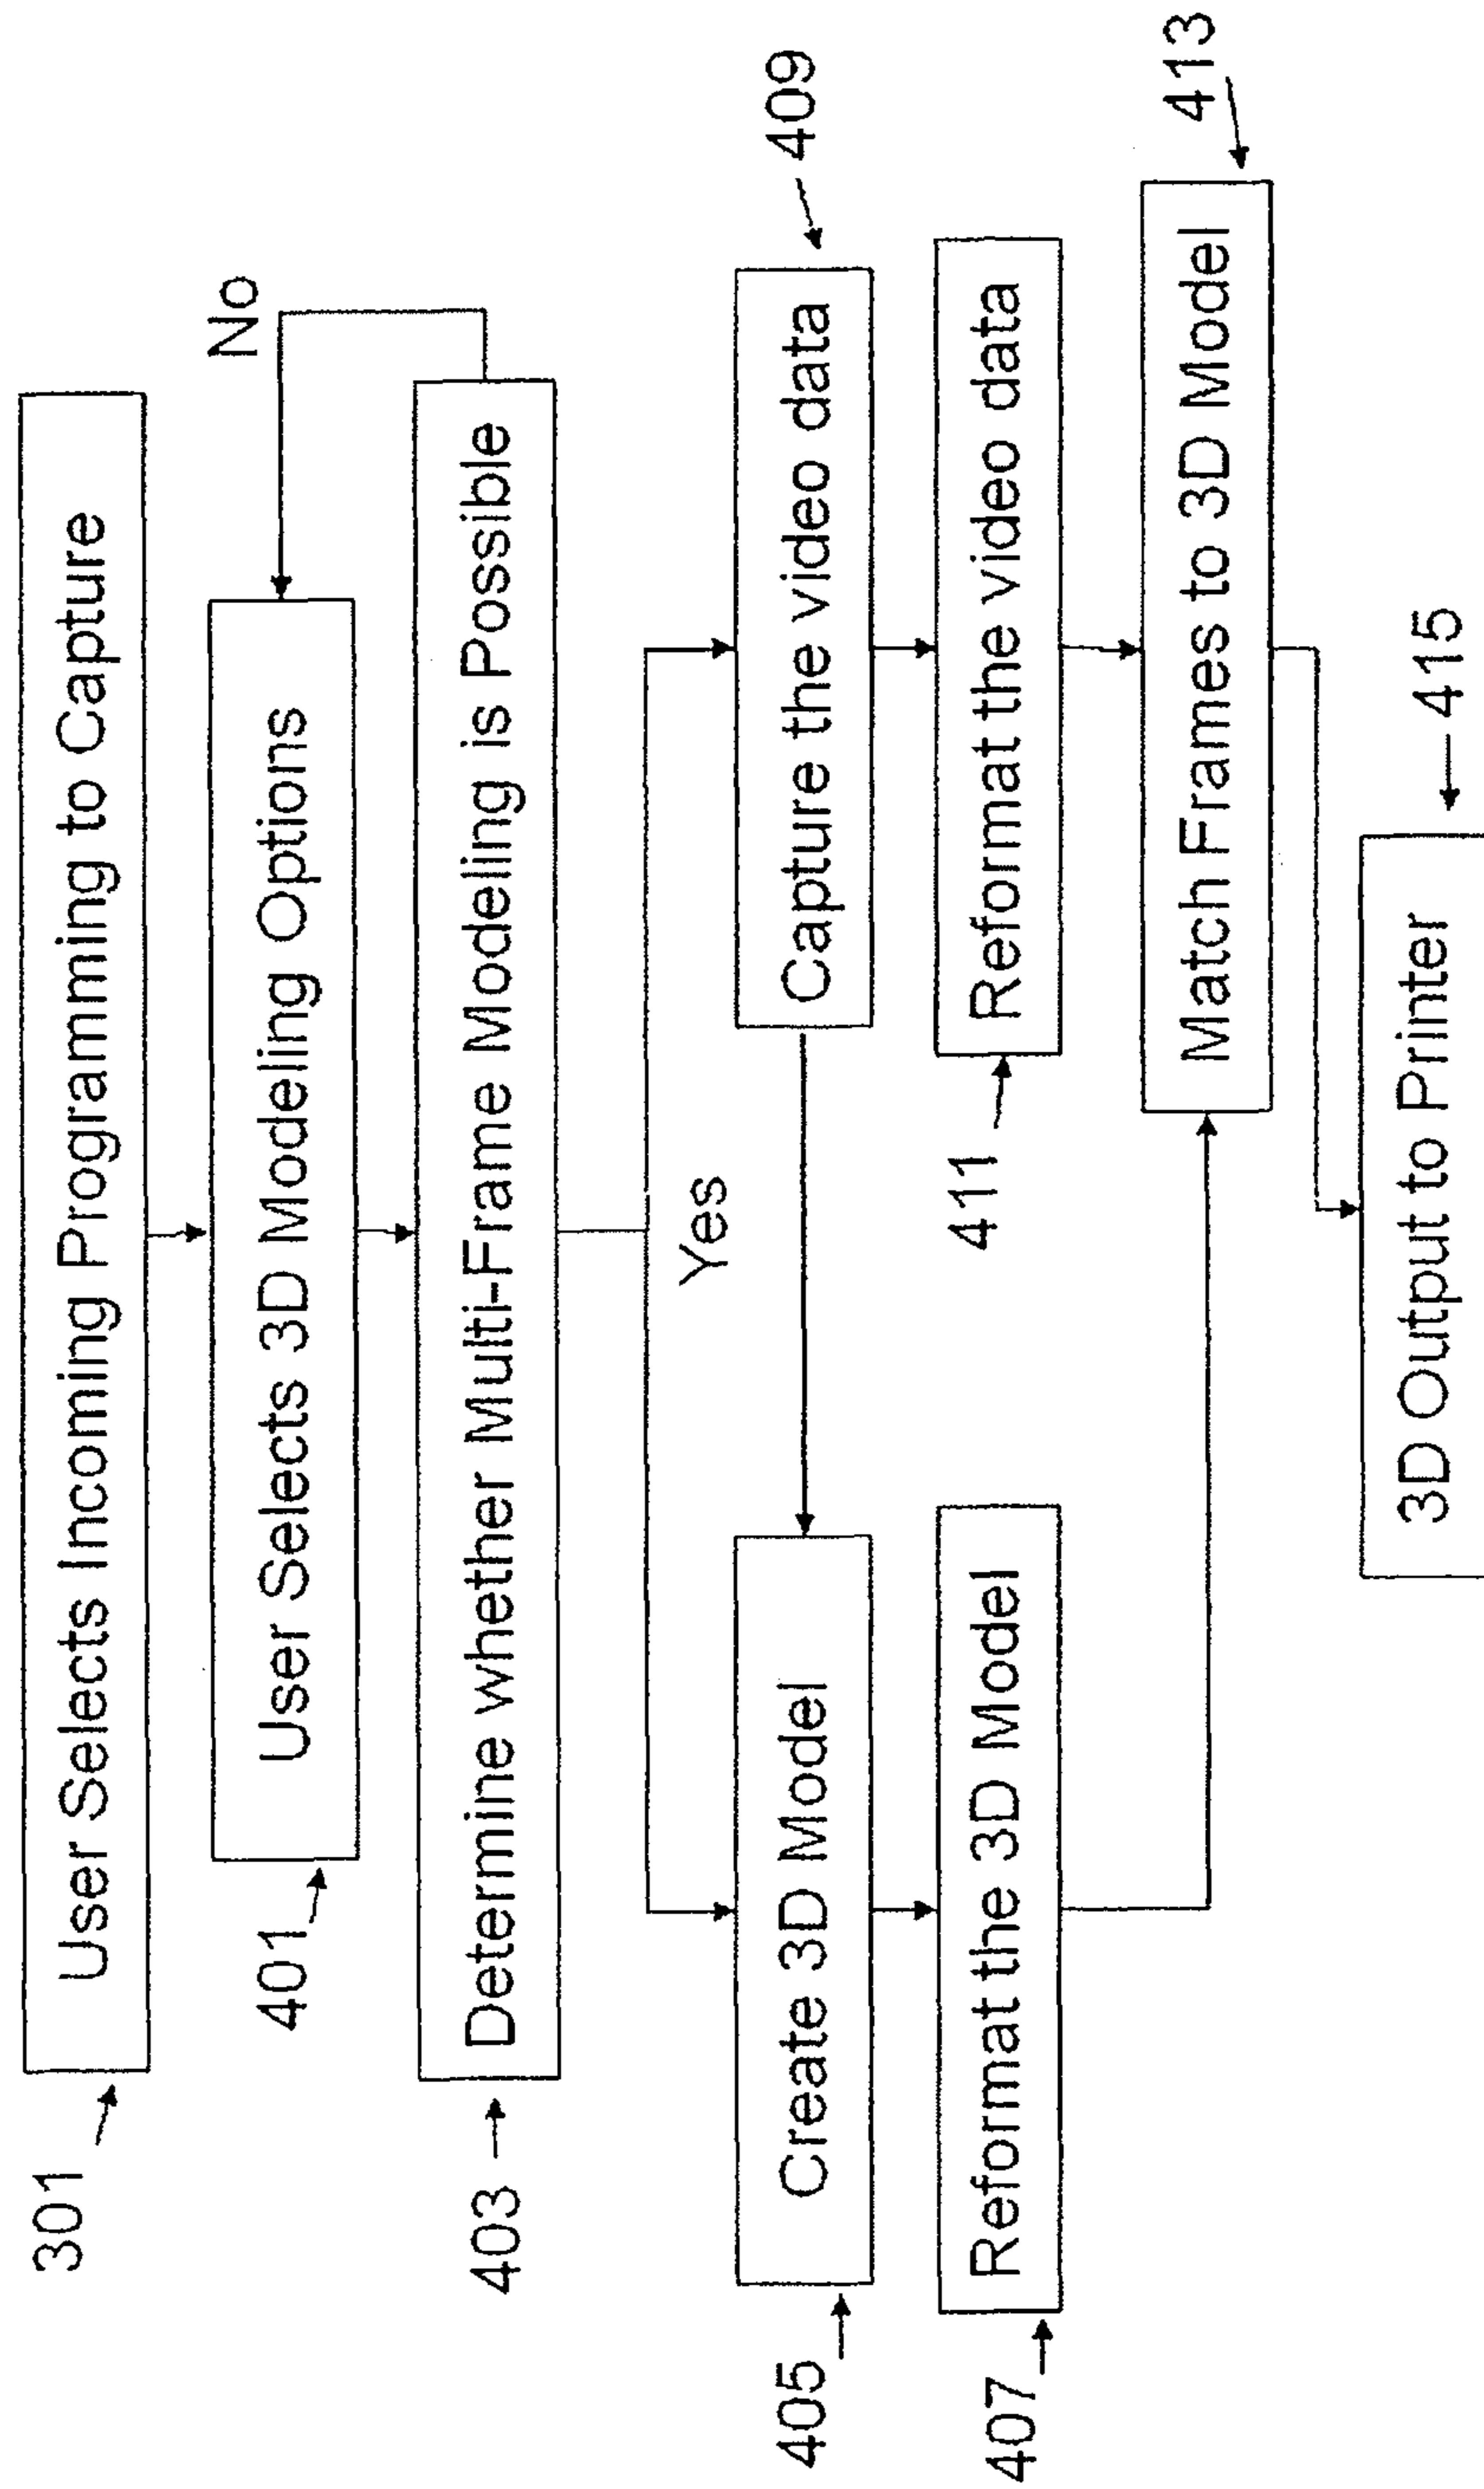 301
User Selects Incoming Programming to Capture
401
User Selects 3D Modeling Options
No
403
Determine whether Multi-Frame Modeling is Possible
Yes
405
Create 3D Model
Capture the video data
409
407
Reformat the 3D Model
411
Reformat the video data
Match Frames to 3D Model
413
3D Output to Printer
415